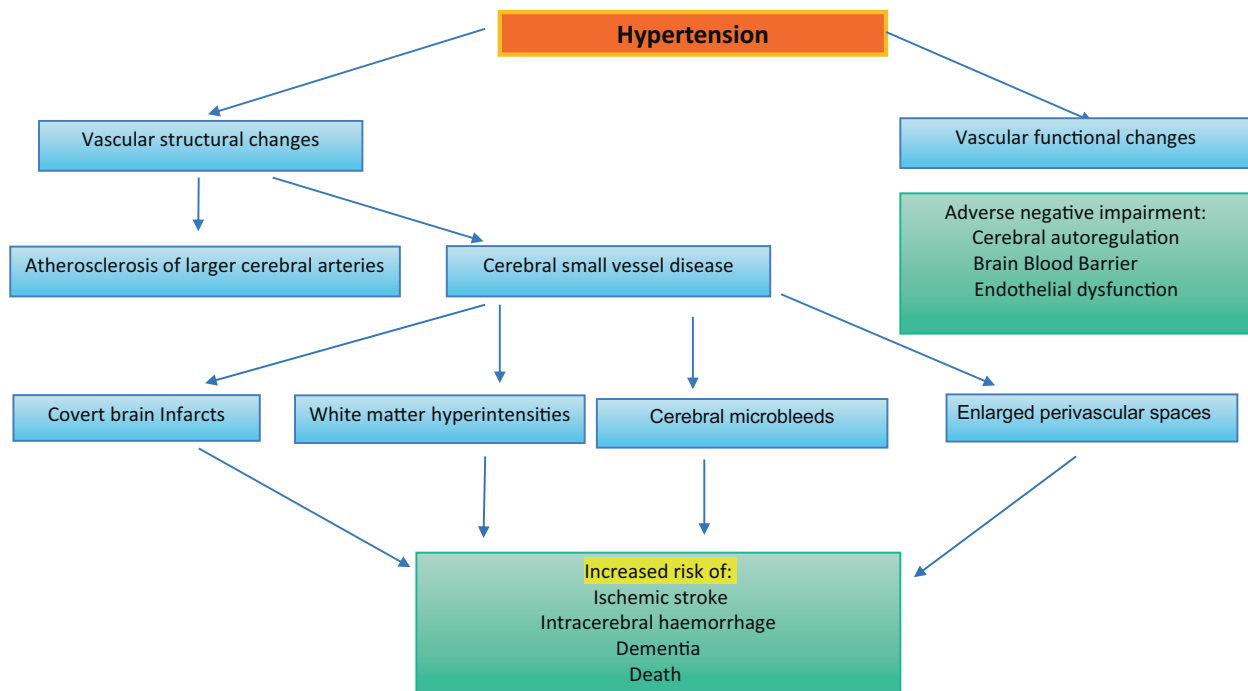 Hypertension
Vascular structural changes
Vascular functional changes
Adverse negative impairment:
Cerebral autoregulation
Brain Blood Barrier
Endothelial dysfunction
Atherosclerosis of larger cerebral arteries
Cerebral small vessel disease
Covert brain Infarcts
White matter hyperintensities
Cerebral microbleeds
Enlarged perivascular spaces
Increased risk of:
Ischemic stroke
Intracerebral haemorrhage
Dementia
Death